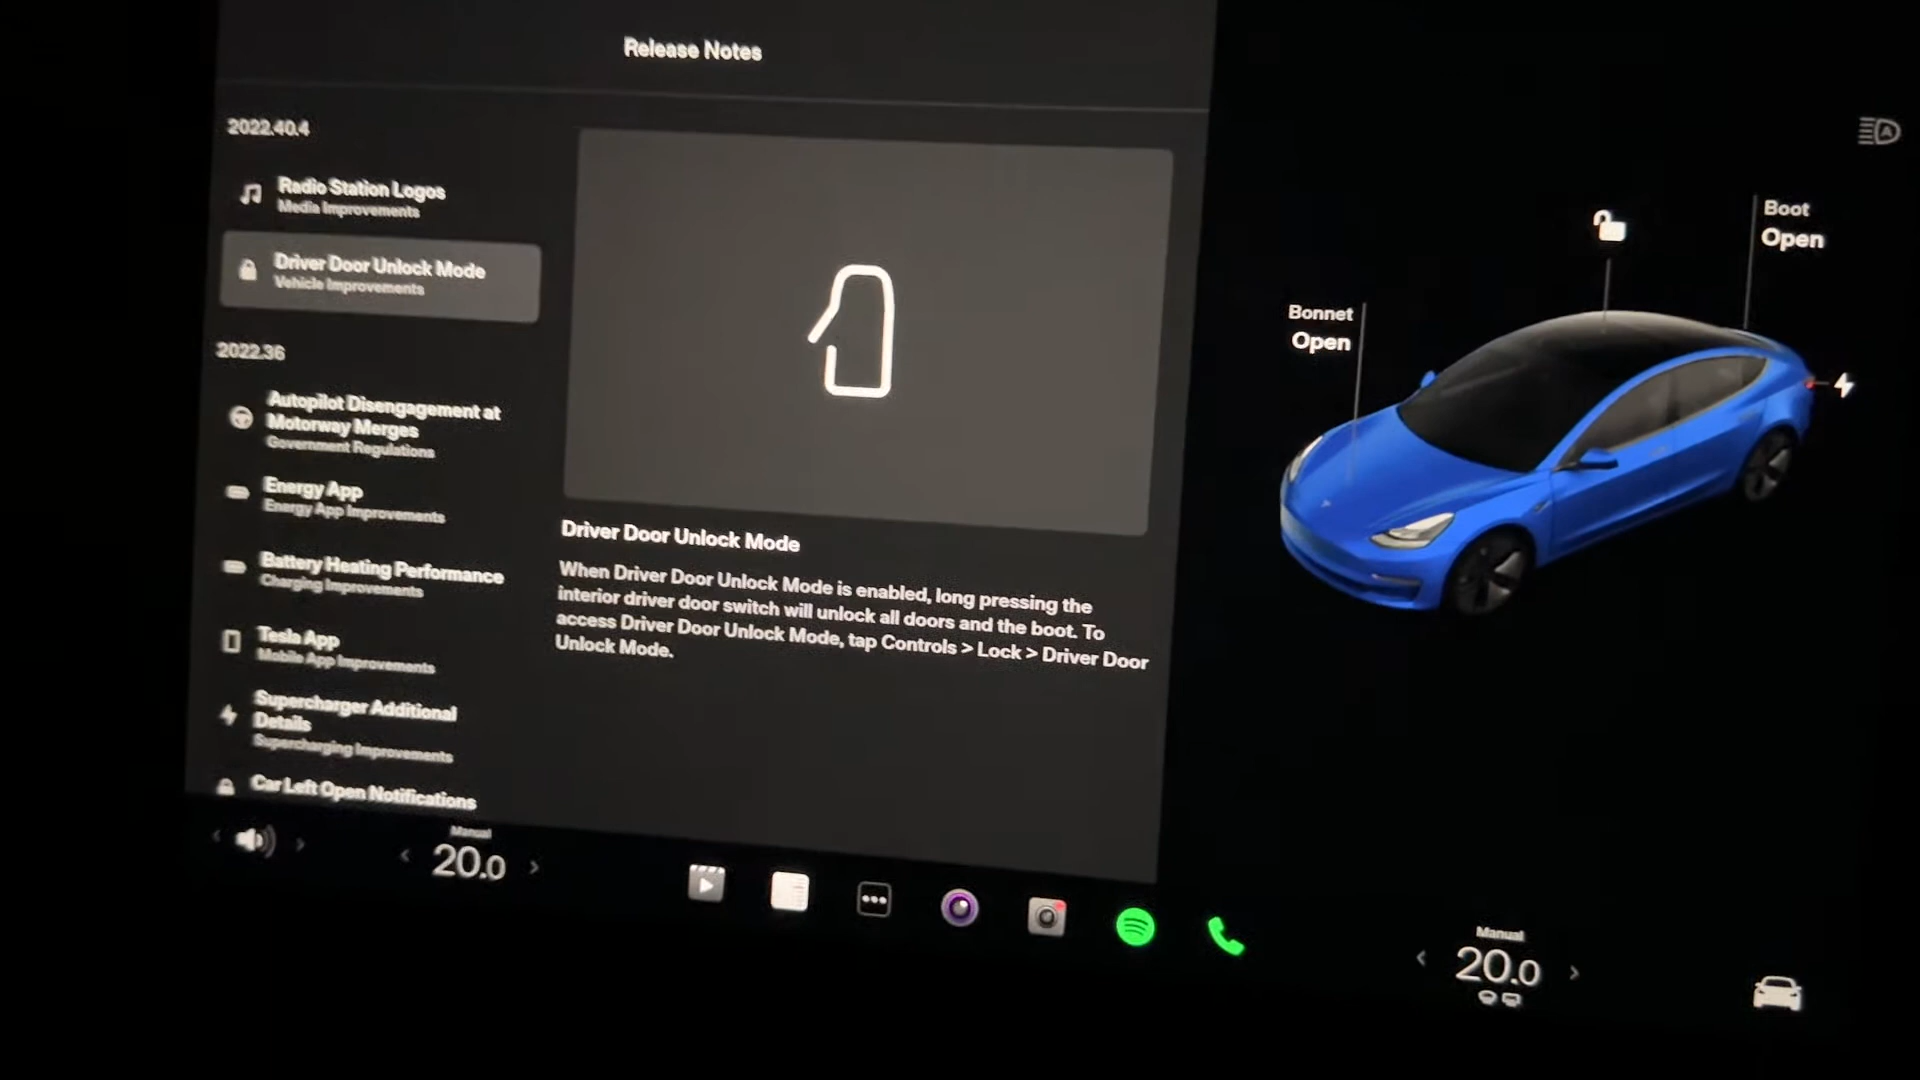 Release Notes
2022.40.4
Radio Station Logos
Media Improvements
Driver Door Unlock Mode
Vehicle Improvements
2022.36
Autopilot Disengagement at
Motorway Merges
Government Regulations
Energy App
Energy App Improvements
Battery Heating Performance
Charging Improvements
Tesla App
Mobile App Improvements
Supercharger Additional
Details
Supercharging Improvements
Car Left Open Notifications
Driver Door Unlock Mode
When Driver Door Unlock Mode is enabled, long pressing the
interior driver door switch will unlock all doors and the boot. To
access Driver Door Unlock Mode, tap Controls > Lock > Driver Door
Unlock Mode.
Boot
Open
Bonnet
Open
A
Manual
20.0
Manual
20.0